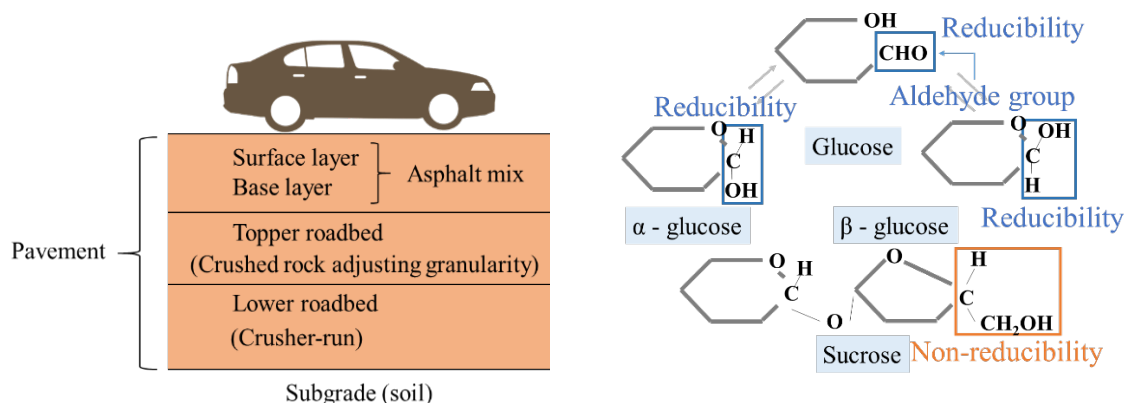 Surface layer
Base layer
Asphalt mix
Pavement
Topper roadbed
(Crushed rock adjusting granularity)
Lower roadbed
(Crusher-run)
Subgrade (soil)
OH
CHO
Reducibility
Aldehyde group
Reducibility
O
H
C
OH
α - glucose
Glucose
O
OH
C
H
Reducibility
β - glucose
O
H
C
O
O
H
C
CH₂OH
Sucrose
Non-reducibility